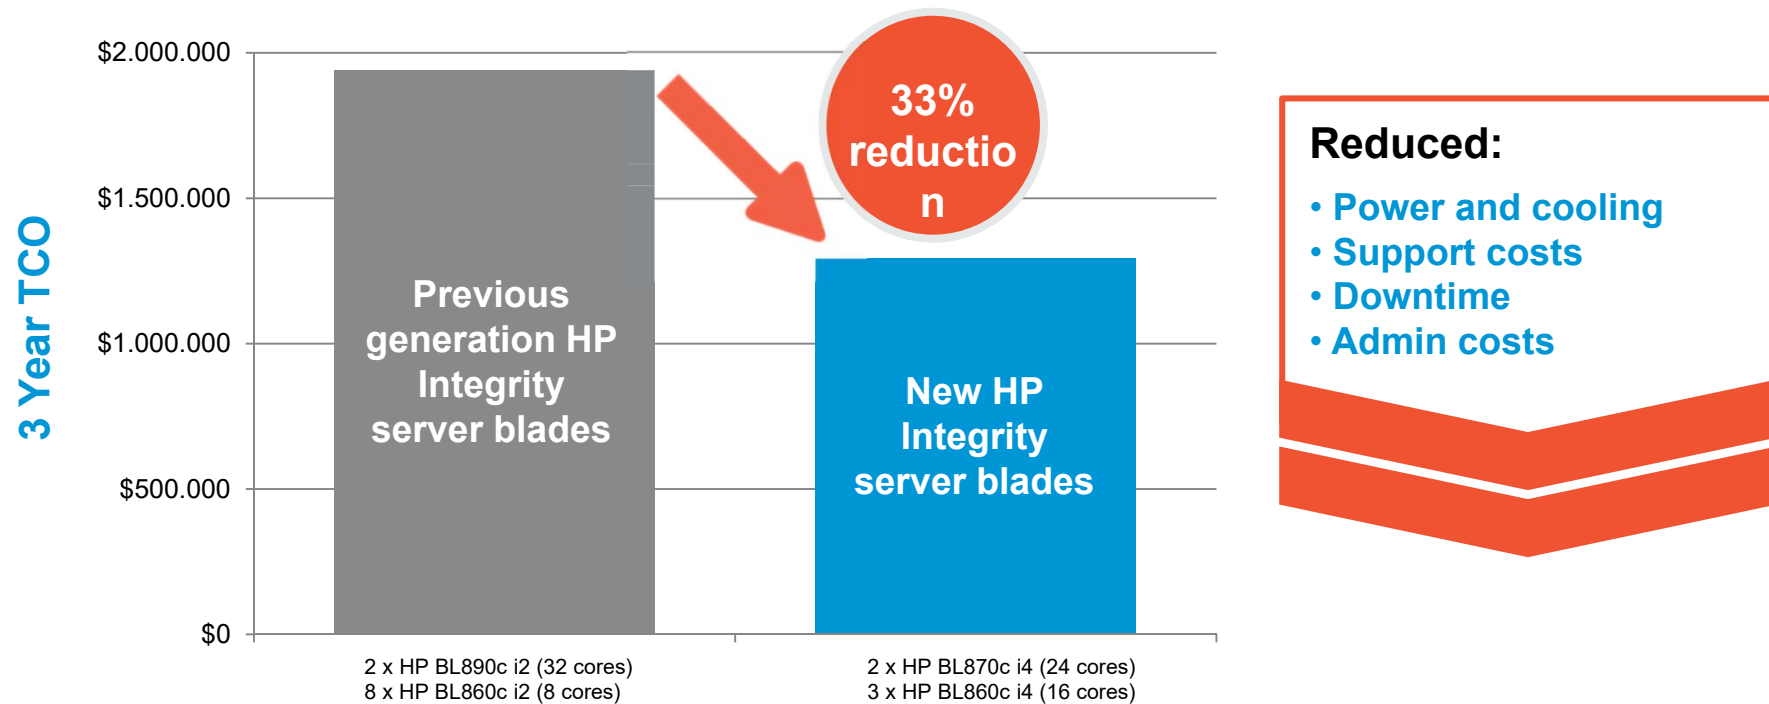 3 Year TCO
$2.000.000
$1.500.000
$1.000.000
$500.000
$0
Previous
generation HP
Integrity
server blades
33%
reductio
n
New HP
Integrity
server blades
2 x HP BL890c i2 (32 cores)
8 x HP BL860c i2 (8 cores)
2 x HP BL870c i4 (24 cores)
3 x HP BL860c i4 (16 cores)
Reduced:
• Power and cooling
• Support costs
• Downtime
• Admin costs